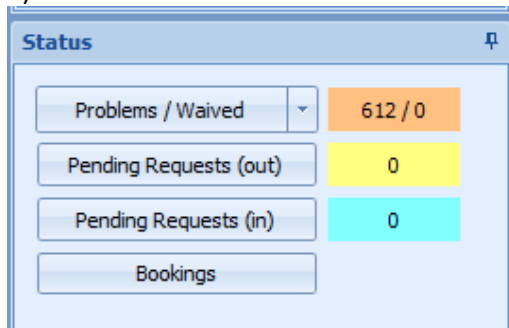 Status
Problems / Waived 612 / 0
Pending Requests (out) 0
Pending Requests (in) 0
Bookings